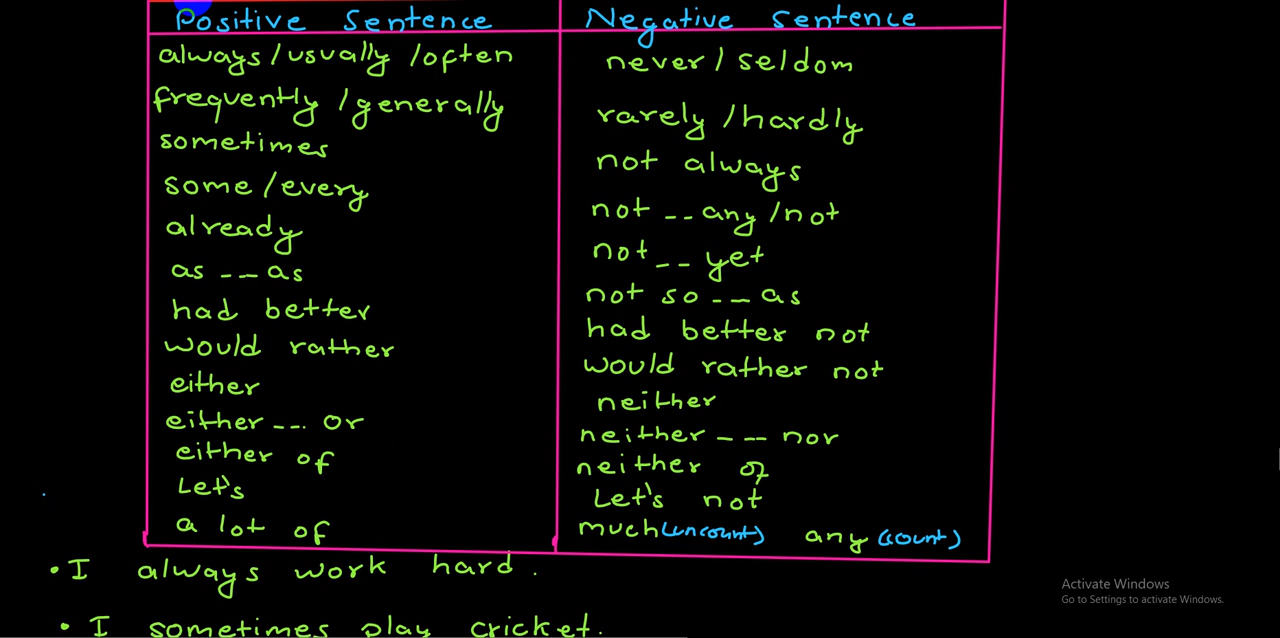 Positive Sentence
always/usually/often
frequently/generally
sometimes
some/every
already
as -- as
had better
would rather
either
either --- or
either of
Let's
a lot of
Negative Sentence
never/seldom
rarely/hardly
not always
not -- any/not
not -- yet
not so -- as
had better not
would rather not
neither
neither -- nor
neither of
Let's not
much (uncount) any (count)
• I always work hard.
• I sometimes play cricket.
Activate Windows
Go to Settings to activate Windows.